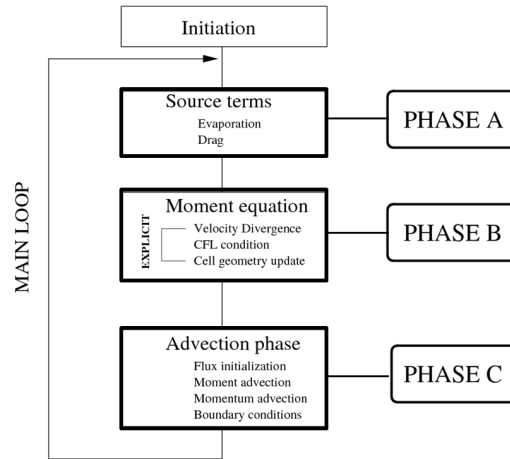 Initiation
Source terms
Evaporation
Drag
PHASE A
Moment equation
EXPLICIT
Velocity Divergence
CFL condition
Cell geometry update
PHASE B
MAIN LOOP
Advection phase
Flux initialization
Moment advection
Momentum advection
Boundary conditions
PHASE C